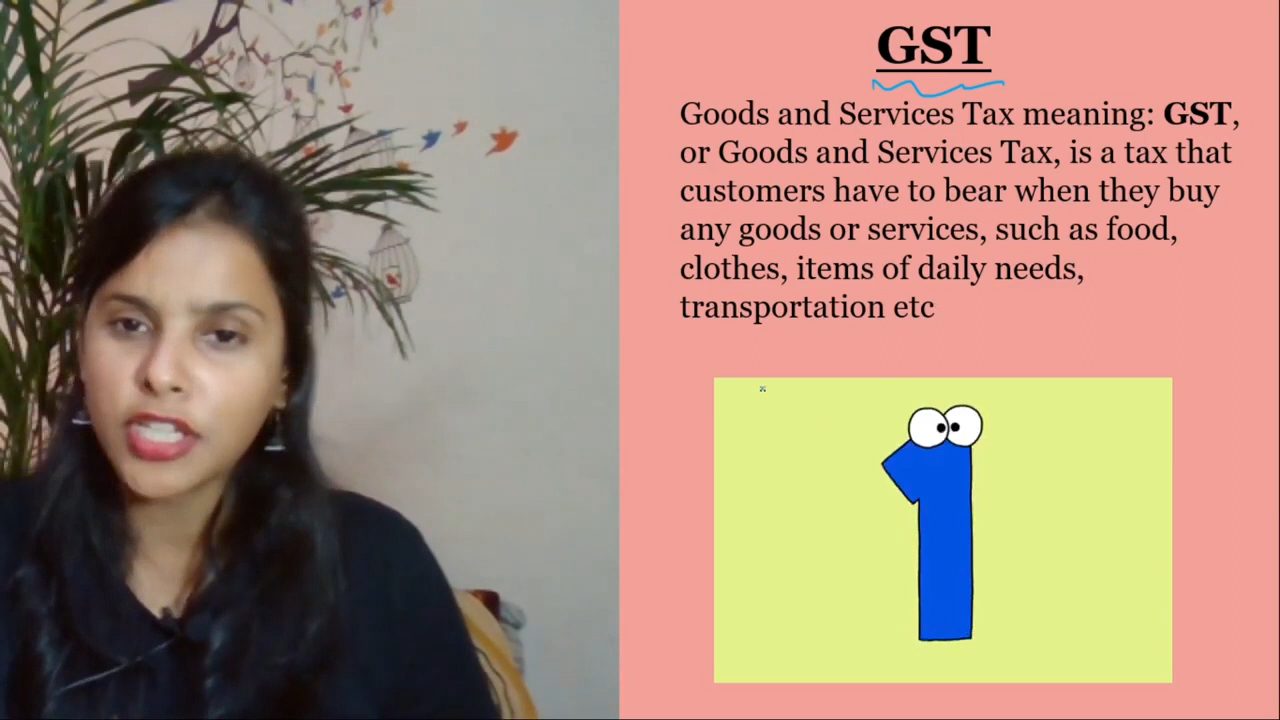 GST
Goods and Services Tax meaning: GST,
or Goods and Services Tax, is a tax that
customers have to bear when they buy
any goods or services, such as food,
clothes, items of daily needs,
transportation etc
1